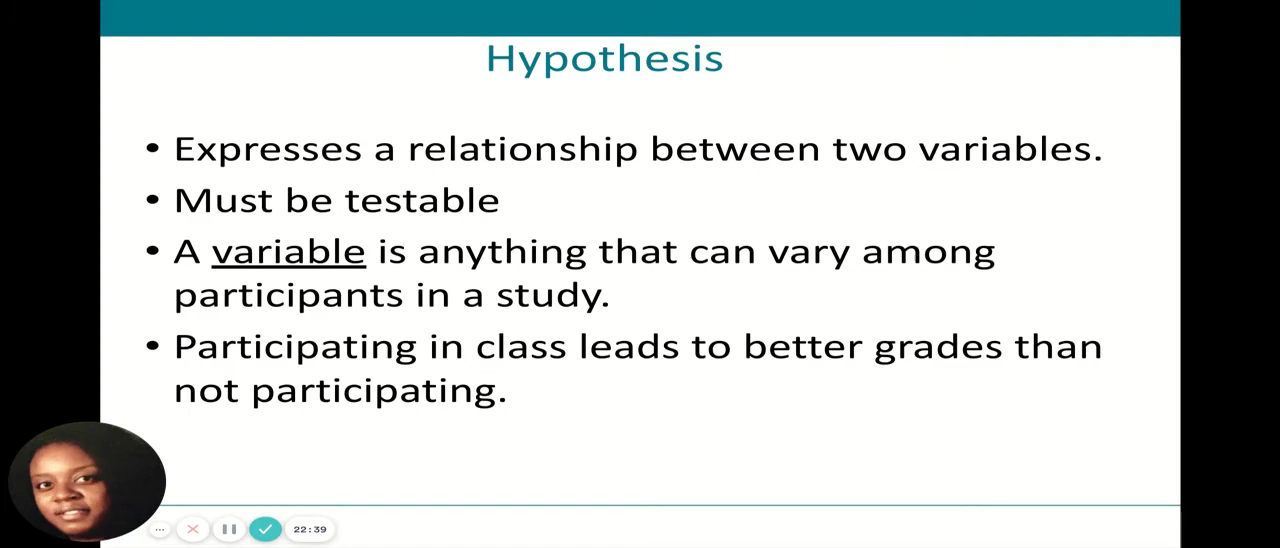 Hypothesis
• Expresses a relationship between two variables.
• Must be testable
• A variable is anything that can vary among
participants in a study.
• Participating in class leads to better grades than
not participating.
22:39